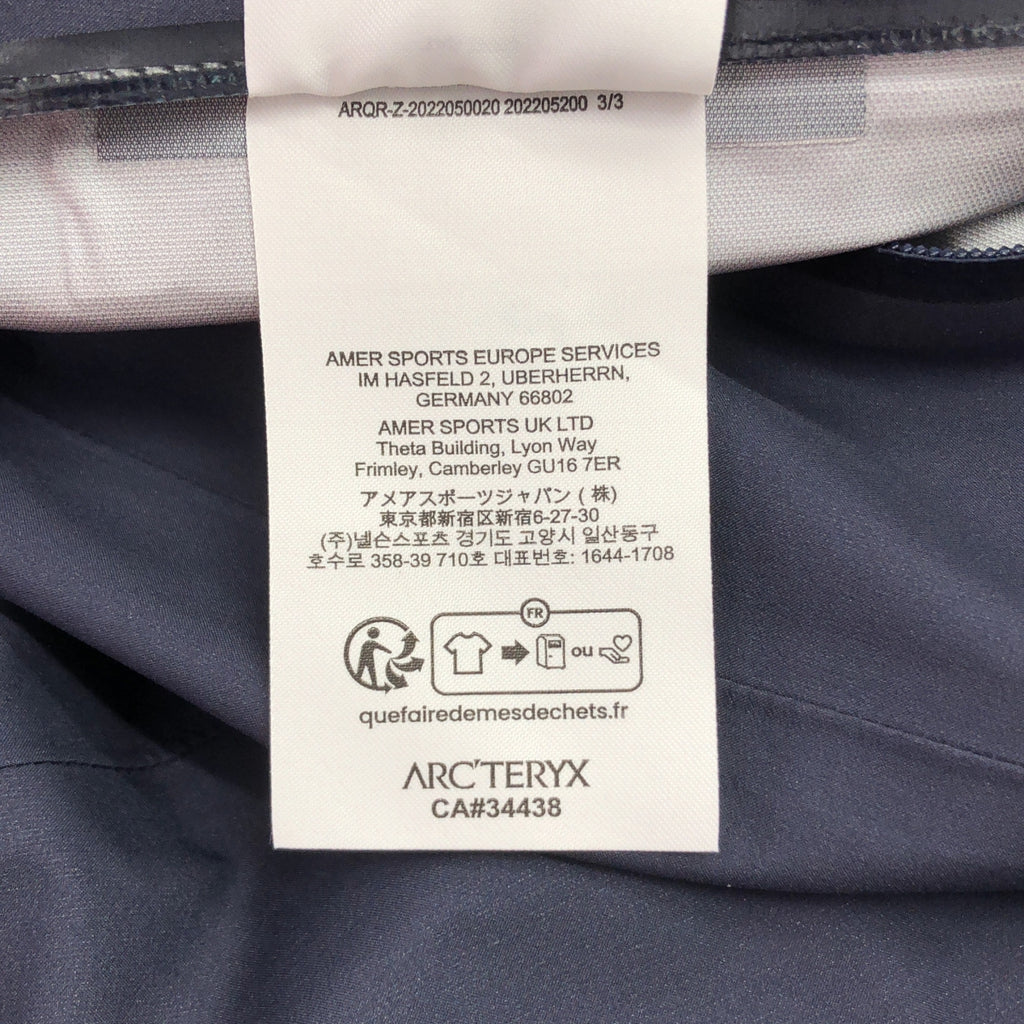 ARQR-Z-2022050020 202205200 3/3
AMER SPORTS EUROPE SERVICES
IM HASFELD 2, UBERHERRN,
GERMANY 66802
AMER SPORTS UK LTD
Theta Building, Lyon Way
Frimley, Camberley GU16 7ER
アメアスポーツジャパン (株)
東京都新宿区新宿6-27-30
(주)넬슨스포츠 경기도 고양시 일산동구
호수로 358-39 710호 대표번호: 1644-1708
FR
ou
quefairedemesdechets.fr
ARC'TERYX
CA#34438